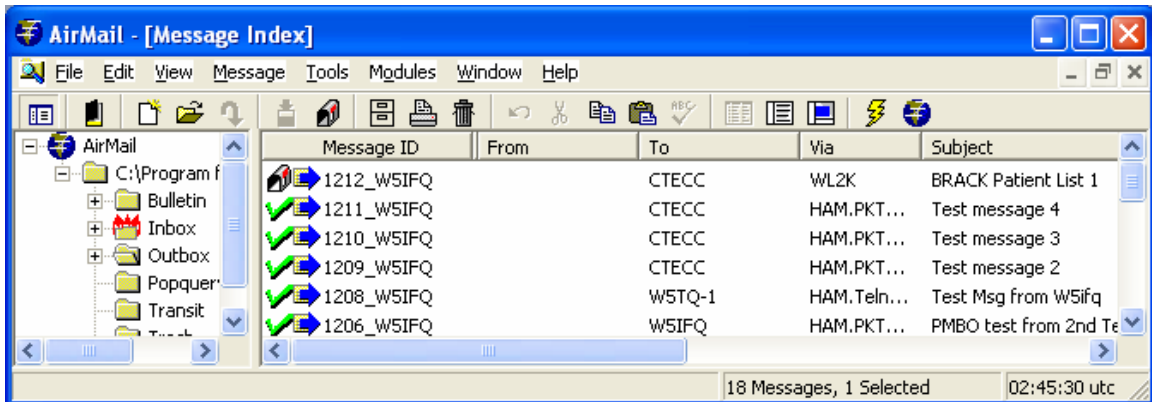 AirMail - [Message Index]
File Edit View Message Tools Modules Window Help
ABC
AirMail
C:\Program f
Bulletin
Inbox
Outbox
Popquer
Transit
Message ID From To Via Subject
1212_W5IFQ CTECC WL2K BRACK Patient List 1
1211_W5IFQ CTECC HAM.PKT... Test message 4
1210_W5IFQ CTECC HAM.PKT... Test message 3
1209_W5IFQ CTECC HAM.PKT... Test message 2
1208_W5IFQ W5TQ-1 HAM.Teln... Test Msg from W5ifq
1206_W5IFQ W5IFQ HAM.PKT... PMBO test from 2nd Te
18 Messages, 1 Selected 02:45:30 utc